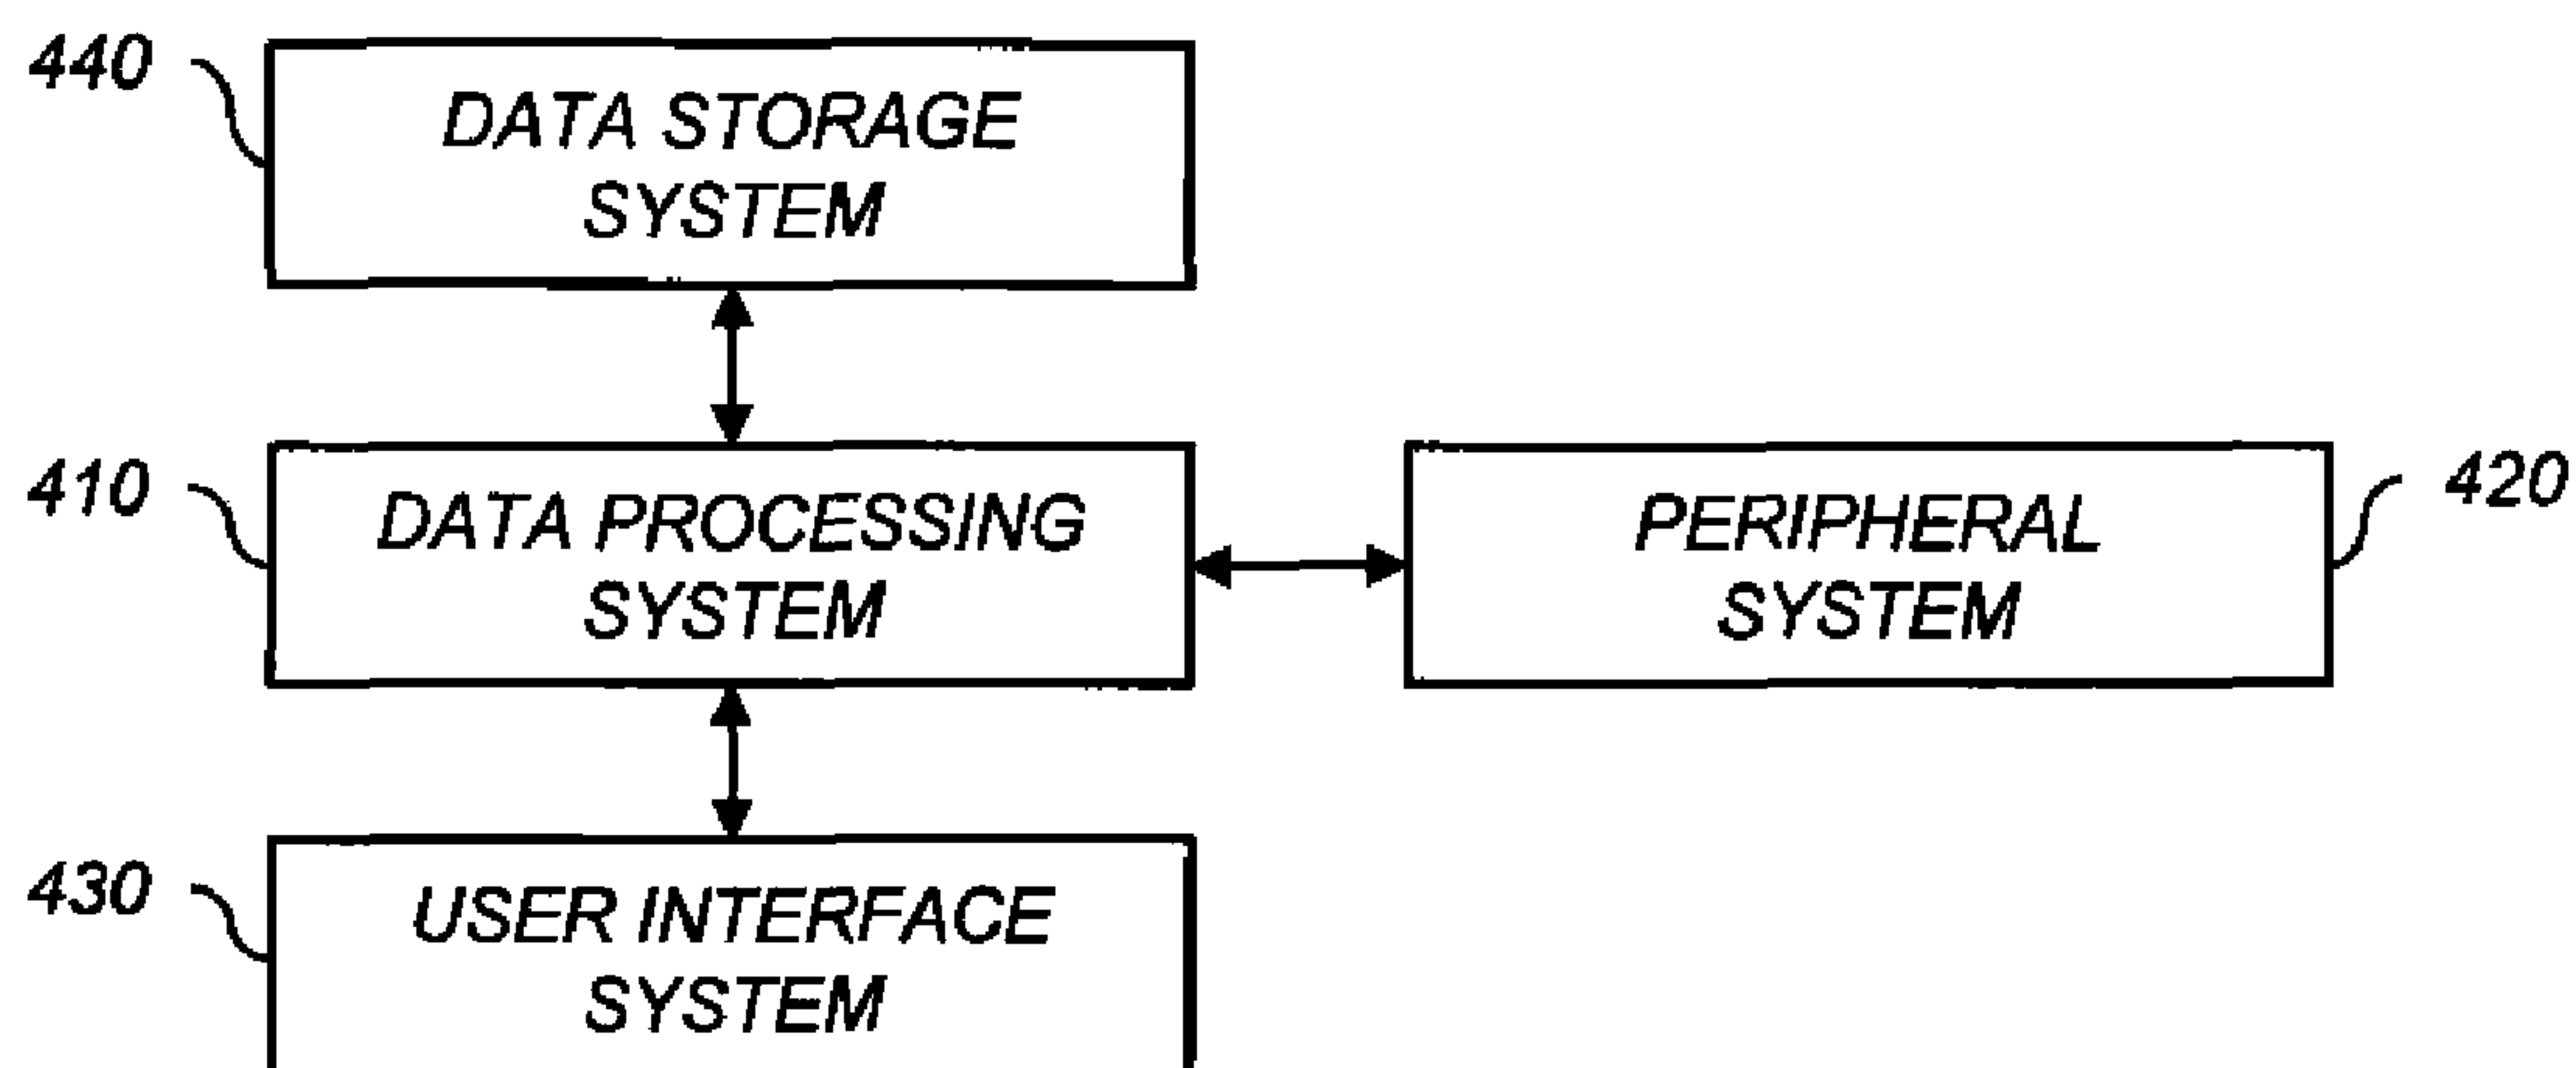 440
DATA STORAGE
SYSTEM
410
DATA PROCESSING
SYSTEM
PERIPHERAL
SYSTEM
420
430
USER INTERFACE
SYSTEM